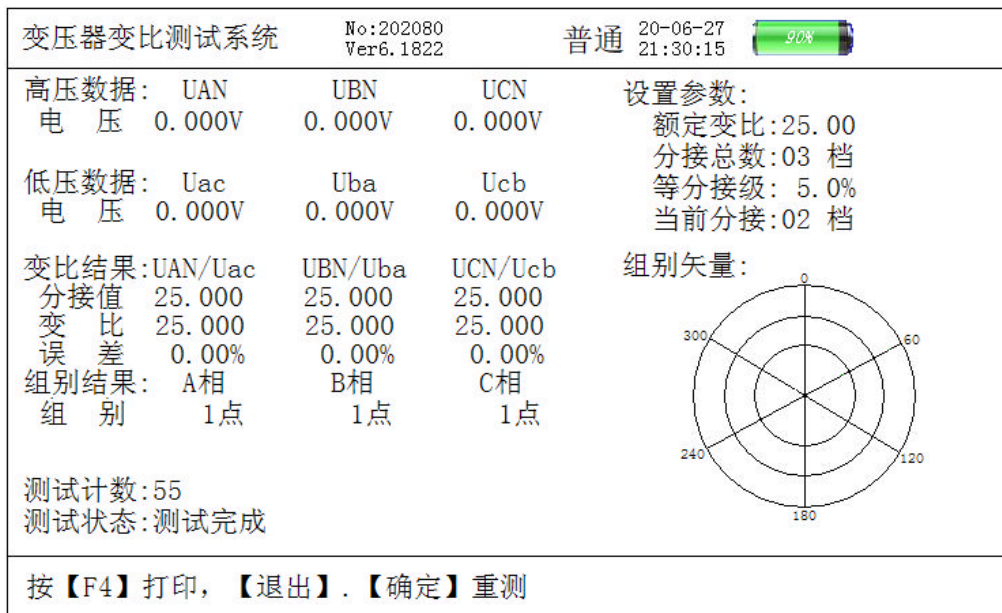 变压器变比测试系统 No:202080 普通 20-06-27 90%
Ver6.1822 21:30:15
高压数据: UAN UBN UCN
电 压 0.000V 0.000V 0.000V
低压数据: Uac Uba Ucb
电 压 0.000V 0.000V 0.000V
变比结果:UAN/Uac UBN/Uba UCN/Ucb
分接值 25.000 25.000 25.000
变 比 25.000 25.000 25.000
误 差 0.00% 0.00% 0.00%
组别结果: A相 B相 C相
组 别 1点 1点 1点
测试计数:55
测试状态:测试完成
设置参数:
额定变比:25.00
分接总数:03 档
等分接级: 5.0%
当前分接:02 档
组别矢量:
0
300 60
240 120
180
按【F4】打印，【退出】.【确定】重测